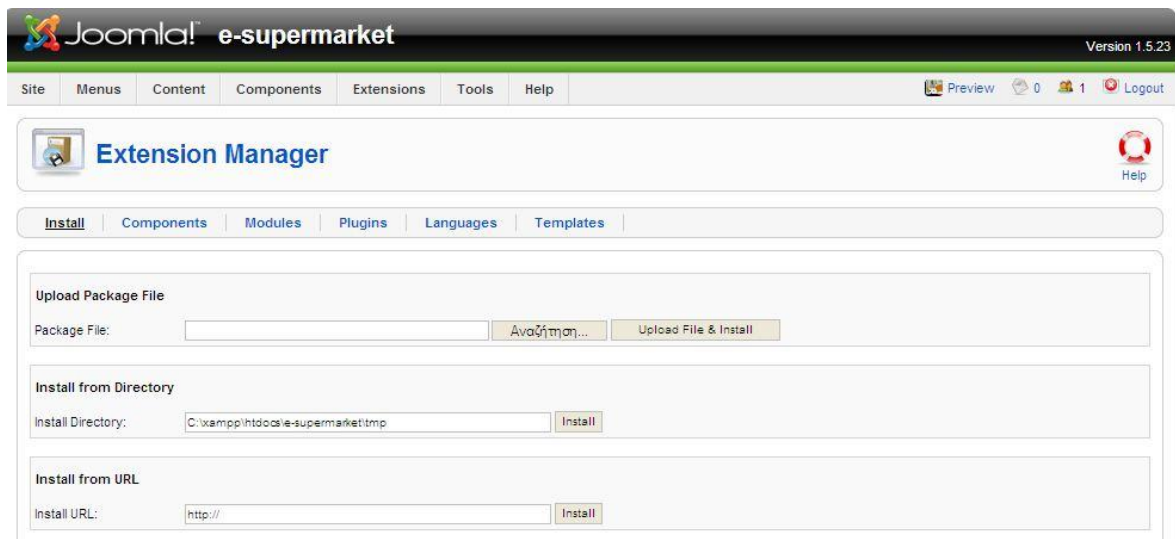 Joomla!™ e-supermarket
Version 1.5.23
Site Menus Content Components Extensions Tools Help Preview 0 1 Logout
Extension Manager
Help
Install Components Modules Plugins Languages Templates
Upload Package File
Package File: Αναζήτηση... Upload File & Install
Install from Directory
Install Directory: C:\xampp\htdocs\e-supermarket\tmp Install
Install from URL
Install URL: http:// Install